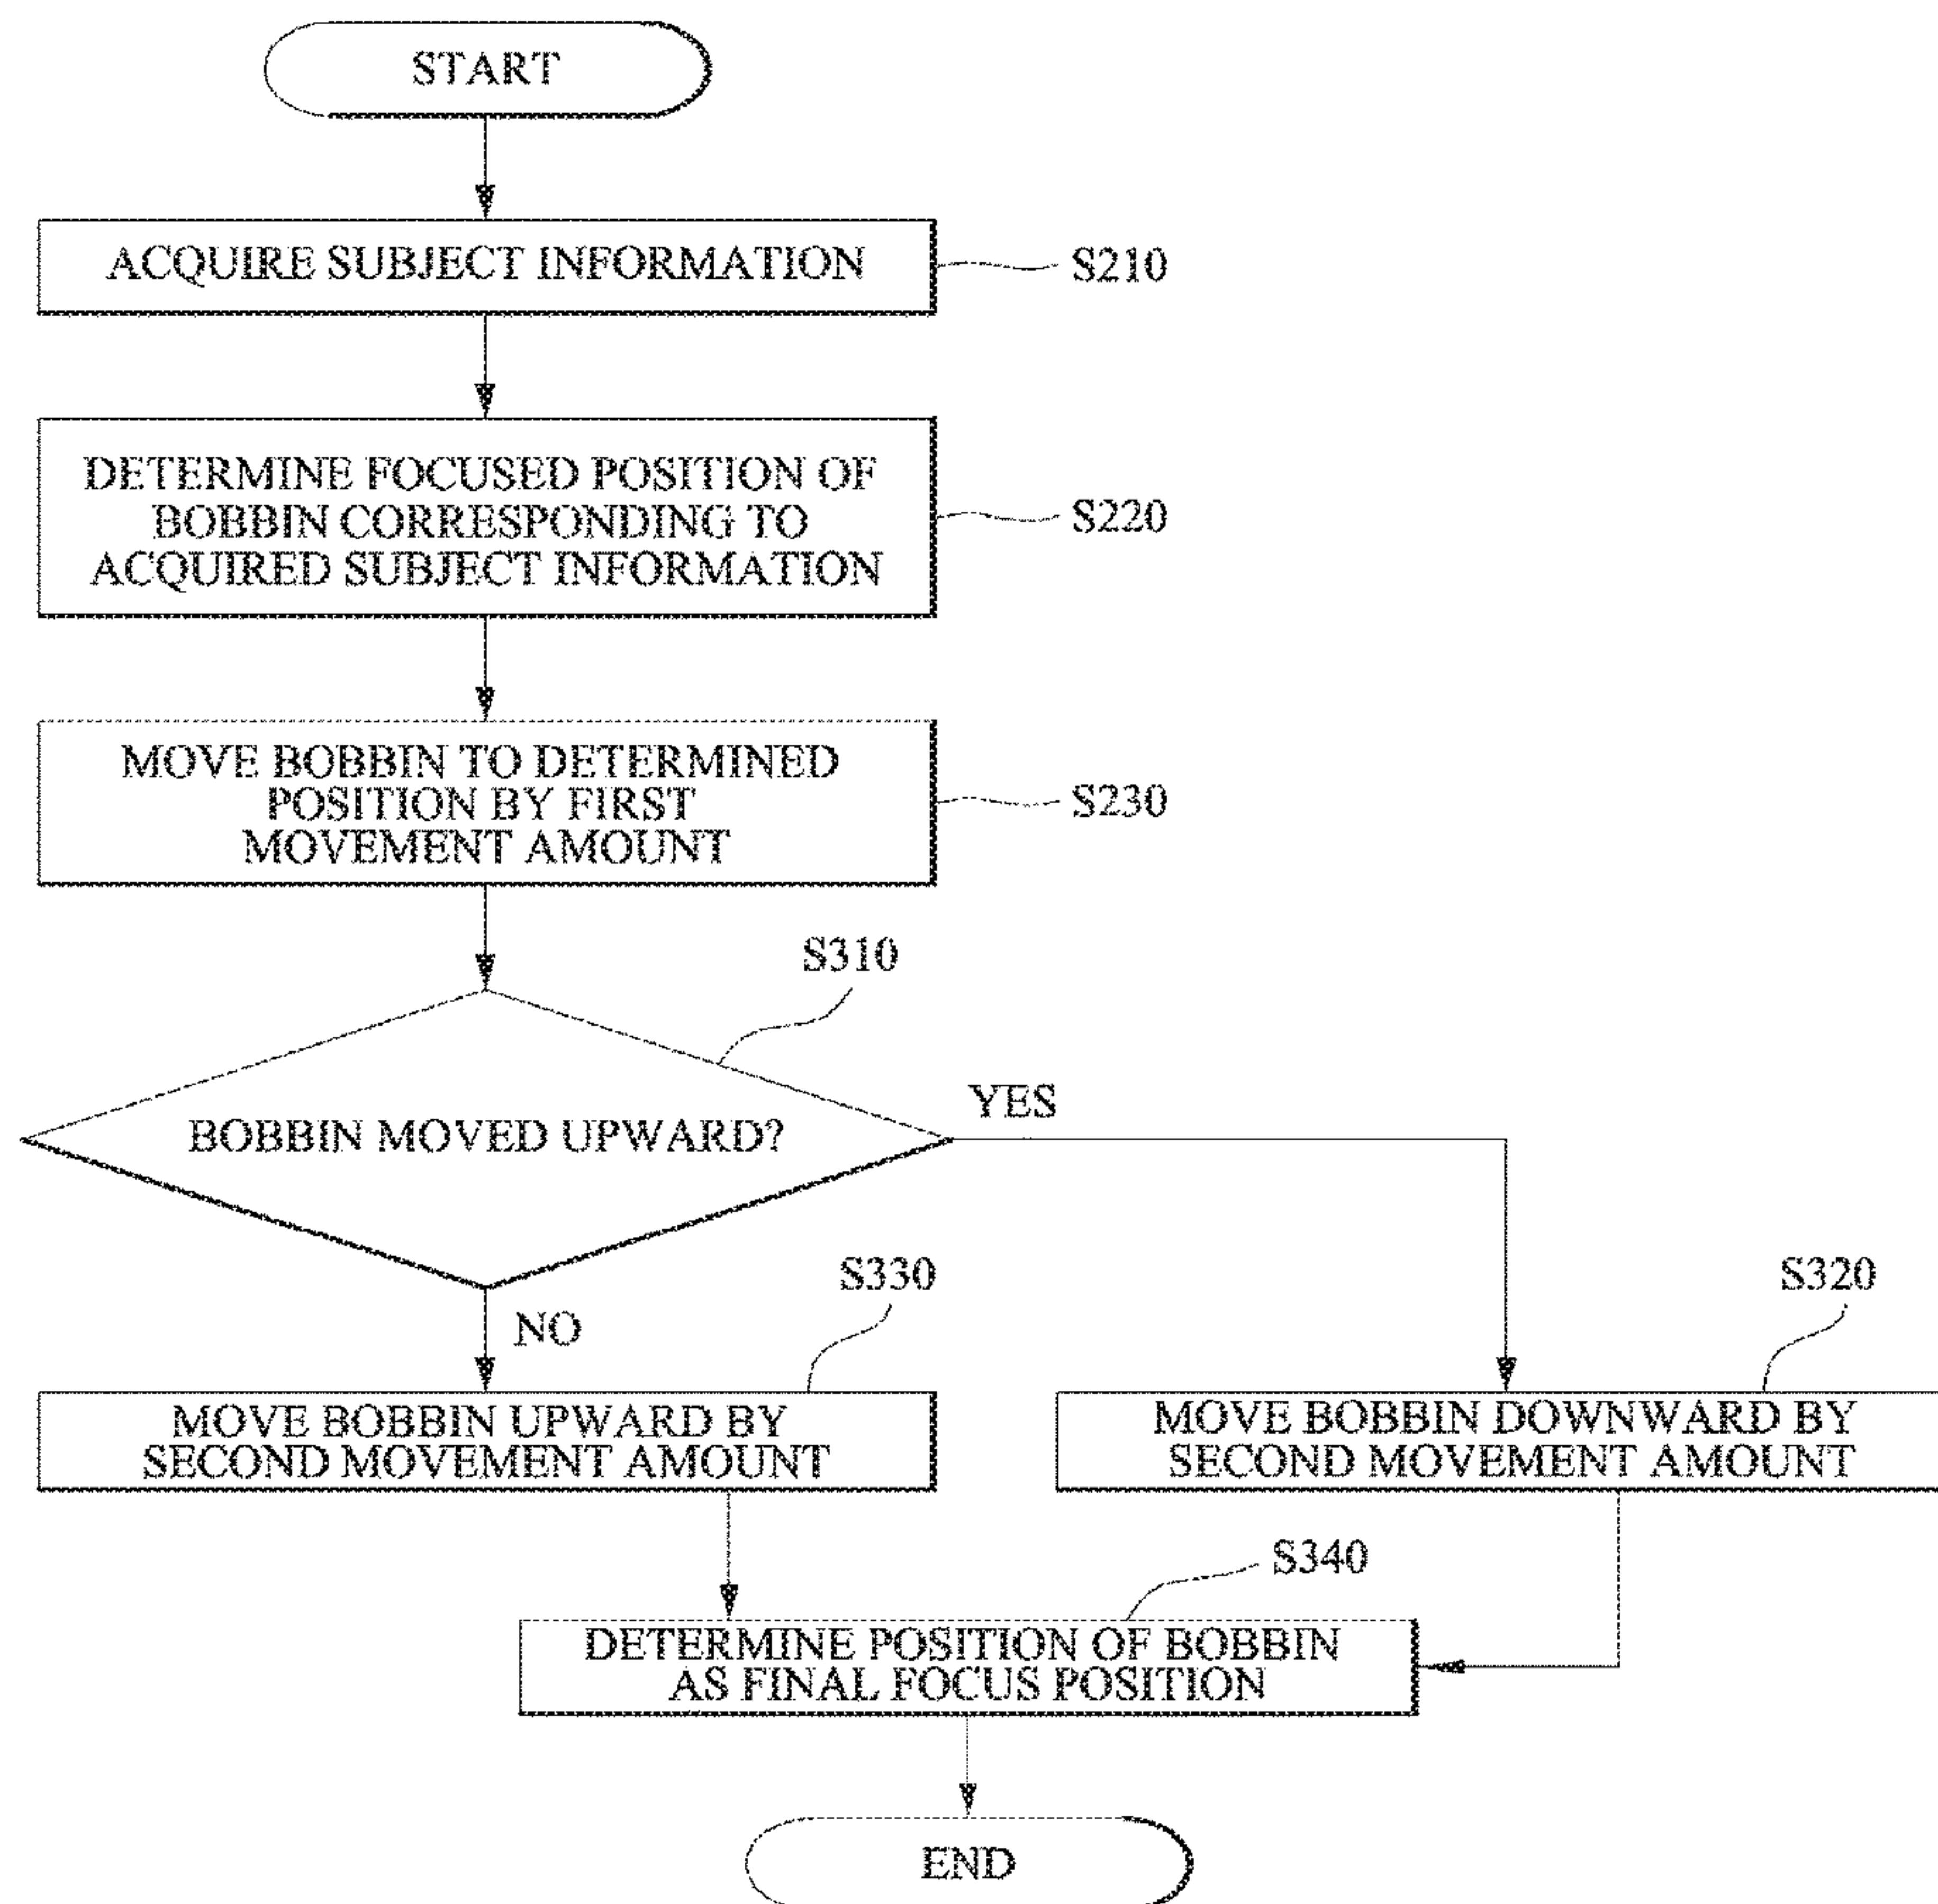 START
ACQUIRE SUBJECT INFORMATION
S210
DETERMINE FOCUSED POSITION OF
BOBBIN CORRESPONDING TO
ACQUIRED SUBJECT INFORMATION
S220
MOVE BOBBIN TO DETERMINED
POSITION BY FIRST
MOVEMENT AMOUNT
S230
S310
BOBBIN MOVED UPWARD?
YES
NO
S330
S320
MOVE BOBBIN UPWARD BY
SECOND MOVEMENT AMOUNT
MOVE BOBBIN DOWNWARD BY
SECOND MOVEMENT AMOUNT
S340
DETERMINE POSITION OF BOBBIN
AS FINAL FOCUS POSITION
END